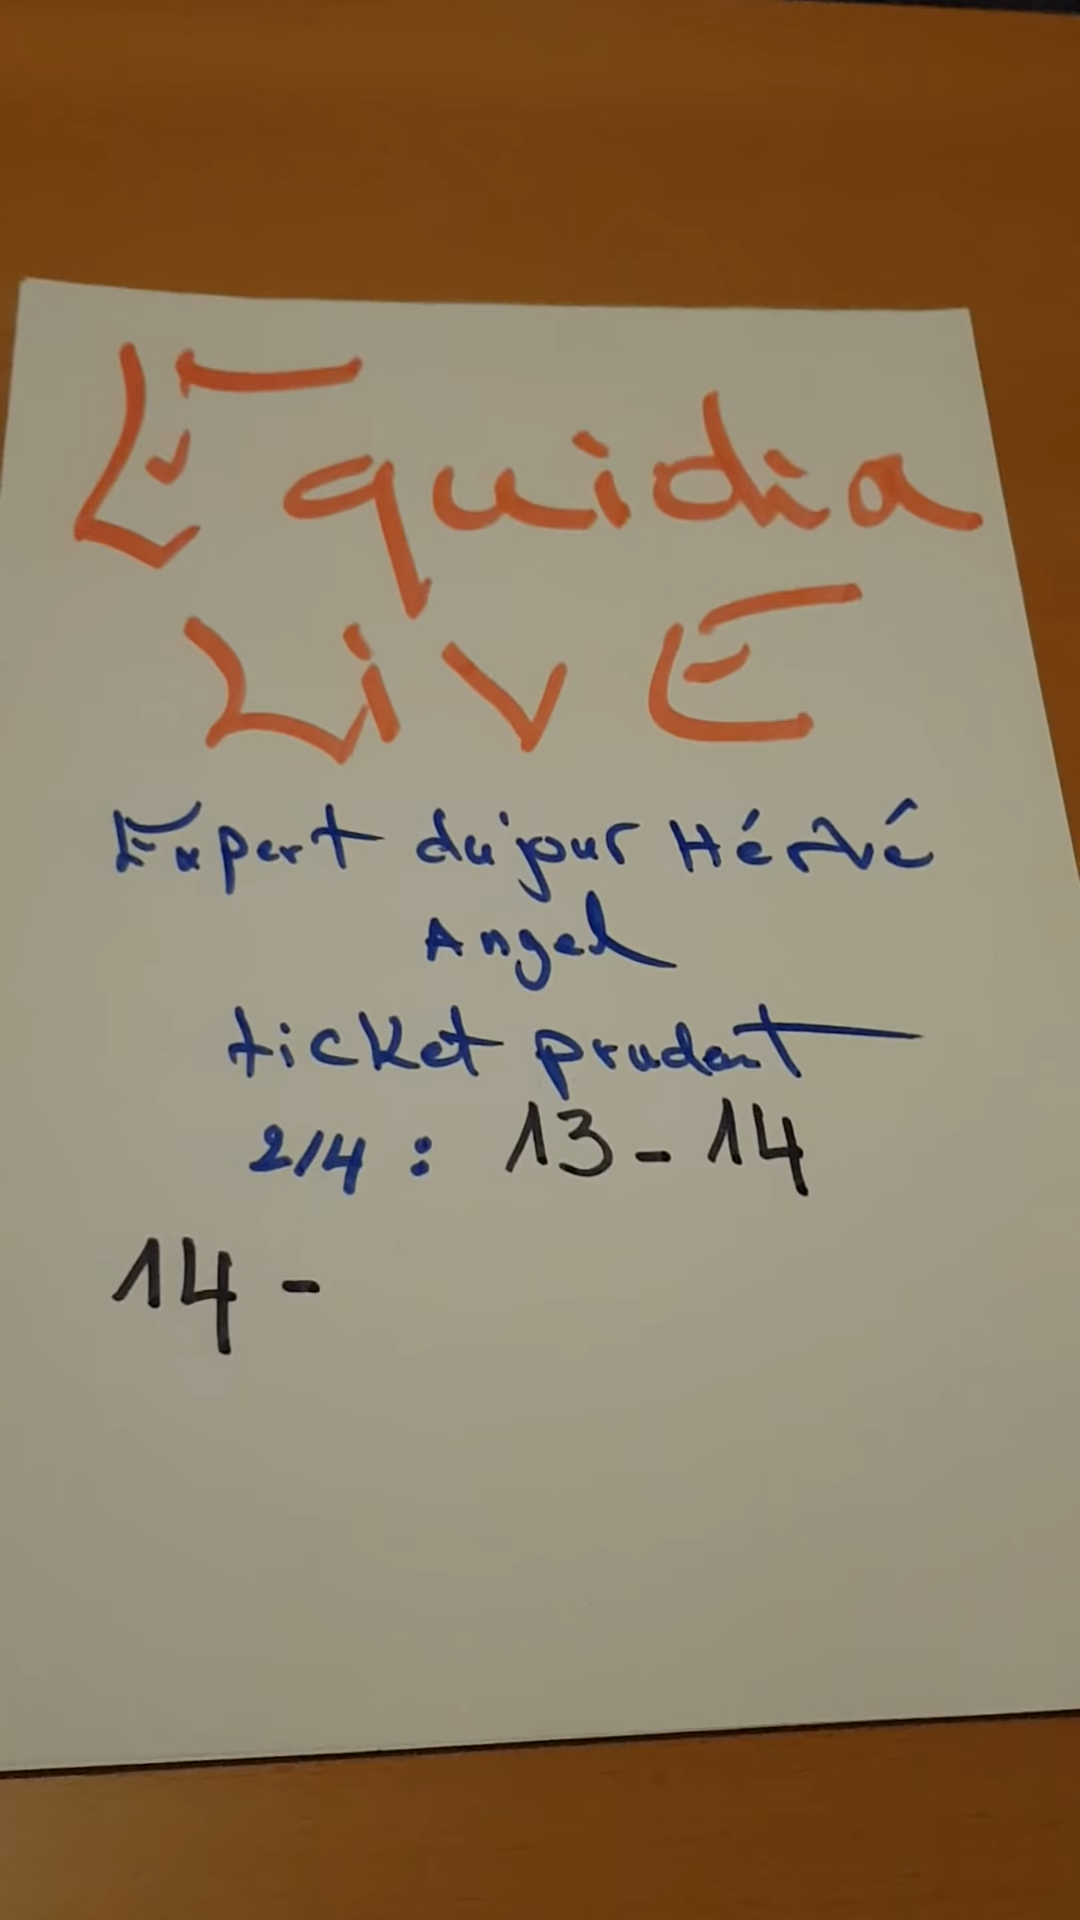 Equidia
LiVE
Expert du jour Hérvé
Angel
ticket prudent
2/4 : 13 - 14
14 -